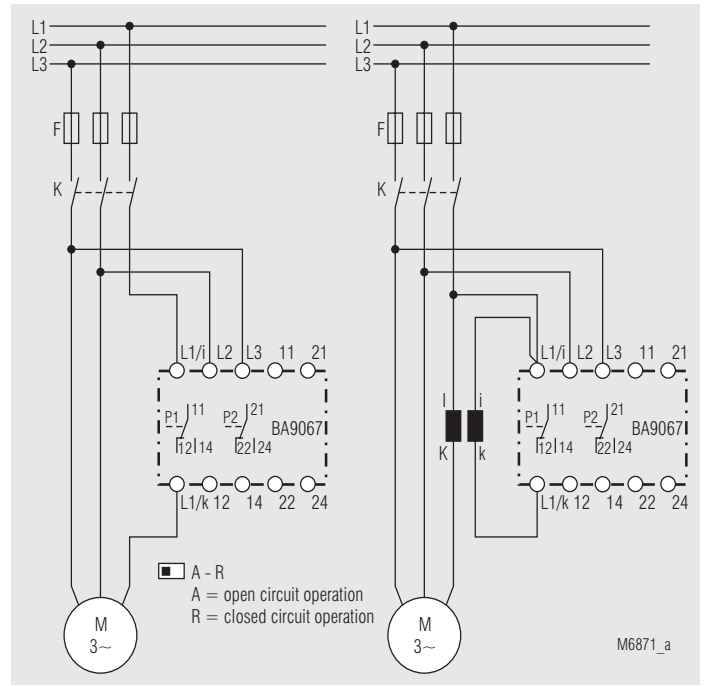 L1
L2
L3
F
K
L1/i L2 L3 11 21
P1 11
12 14
P2 21
22 24
BA9067
L1/k 12 14 22 24
A - R
A = open circuit operation
R = closed circuit operation
M
3~
L1
L2
L3
F
K
l i
K k
L1/i L2 L3 11 21
P1 11
12 14
P2 21
22 24
BA9067
L1/k 12 14 22 24
M
3~
M6871_a